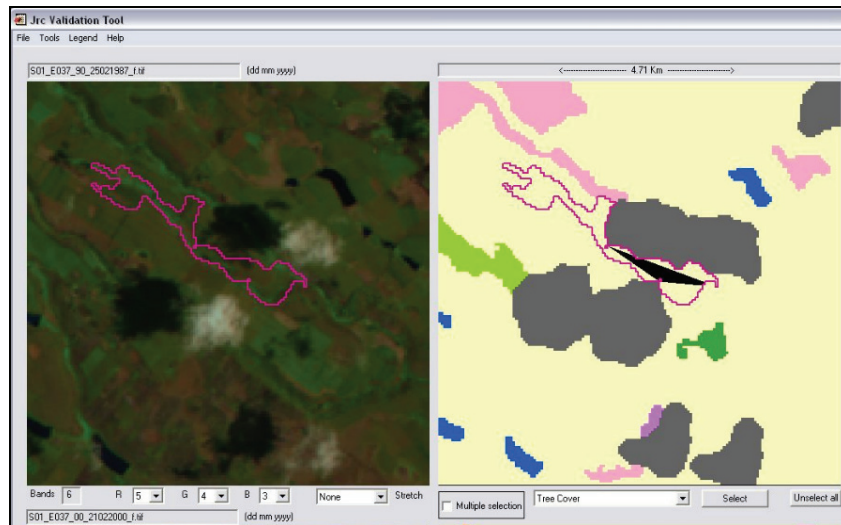 Jrc Validation Tool
File Tools Legend Help
S01_E037_90_25021987_f.tif (dd mm yyyy)
<------------------------ 4.71 Km ------------------------>
Bands 6 R 5 G 4 B 3 None Stretch
Multiple selection Tree Cover Select Unselect all
S01_E037_00_21022000_f.tif (dd mm yyyy)